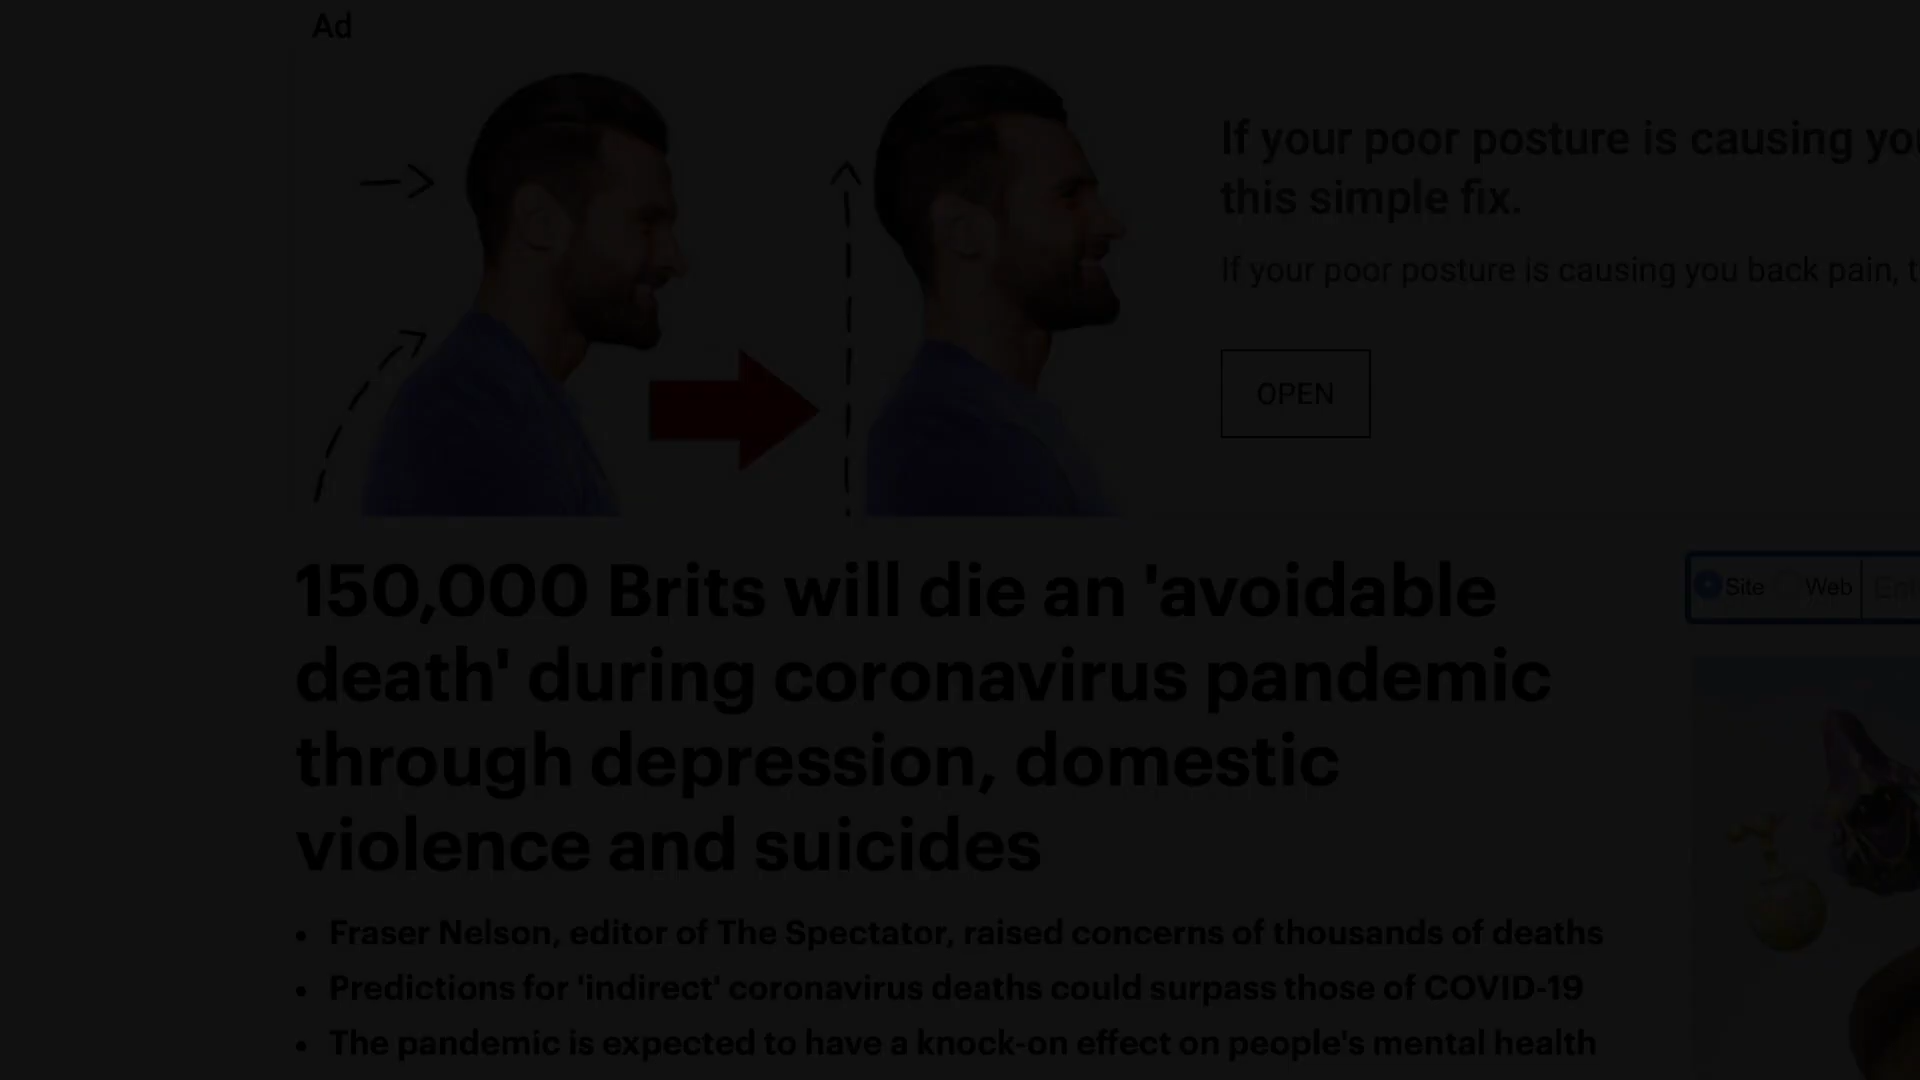 Ad
If your poor posture is causing
this simple fix.
If your poor posture is causing you back pain,
OPEN
150,000 Brits will die an 'avoidable
death' during coronavirus pandemic
through depression, domestic
violence and suicides
Site Web
• Fraser Nelson, editor of The Spectator, raised concerns of thousands of deaths
• Predictions for 'indirect' coronavirus deaths could surpass those of COVID-19
• The pandemic is expected to have a knock-on effect on people's mental health